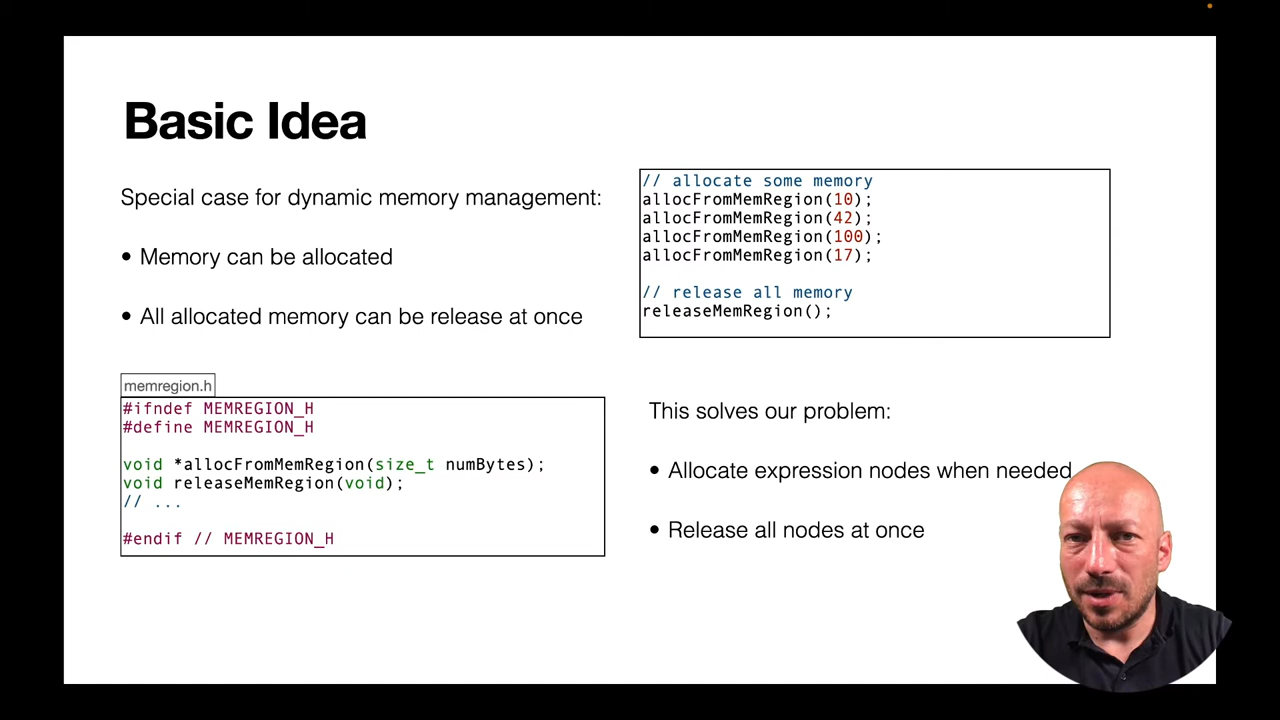 Basic Idea
Special case for dynamic memory management:
• Memory can be allocated
• All allocated memory can be release at once
memregion.h
#ifndef MEMREGION_H
#define MEMREGION_H
void *allocFromMemRegion(size_t numBytes);
void releaseMemRegion(void);
// ...
#endif // MEMREGION_H
// allocate some memory
allocFromMemRegion(10);
allocFromMemRegion(42);
allocFromMemRegion(100);
allocFromMemRegion(17);
// release all memory
releaseMemRegion();
This solves our problem:
• Allocate expression nodes when needed
• Release all nodes at once